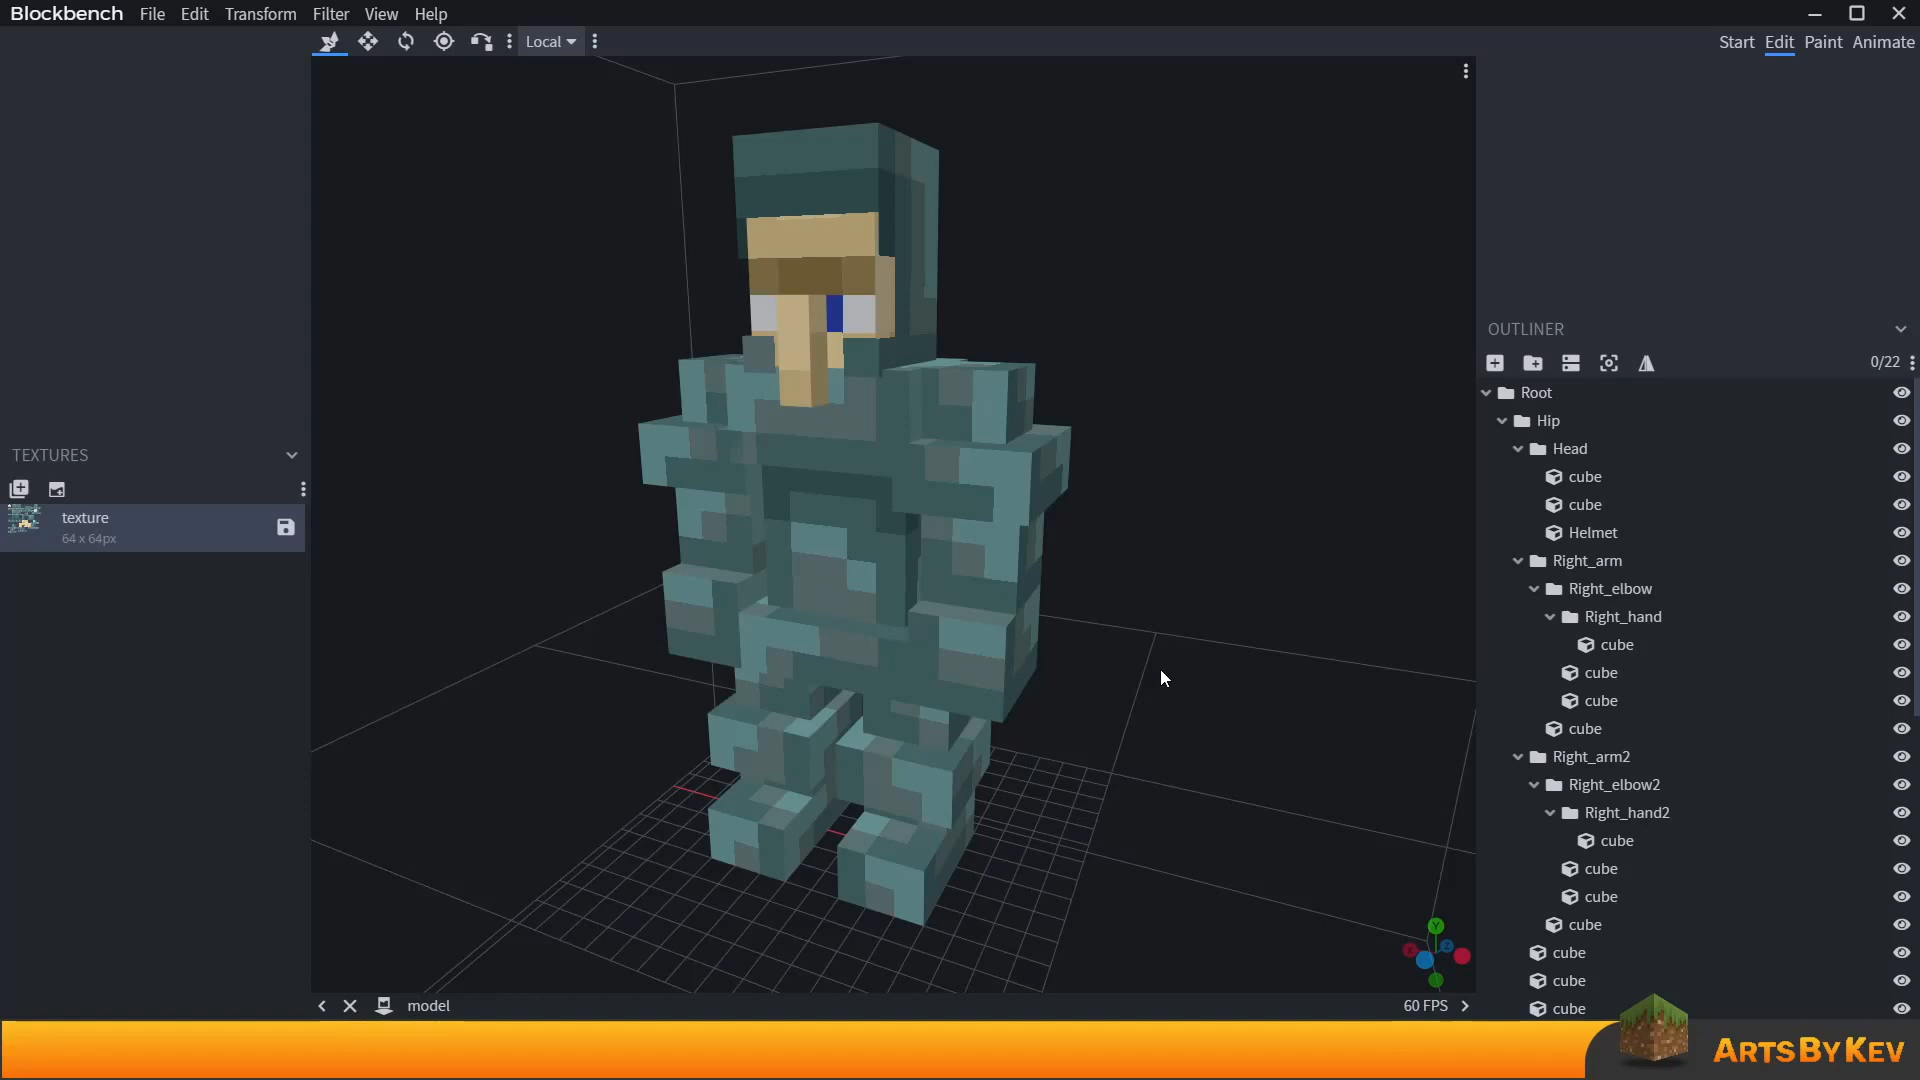 Blockbench File Edit Transform Filter View Help
Local
Start Edit Paint Animate
TEXTURES
texture
64 x 64px
OUTLINER
0/22
Root
Hip
Head
cube
cube
Helmet
Right_arm
Right_elbow
Right_hand
cube
cube
cube
cube
Right_arm2
Right_elbow2
Right_hand2
cube
cube
cube
cube
cube
cube
cube
Y
X
Z
model
60 FPS
ARTSBYKEV